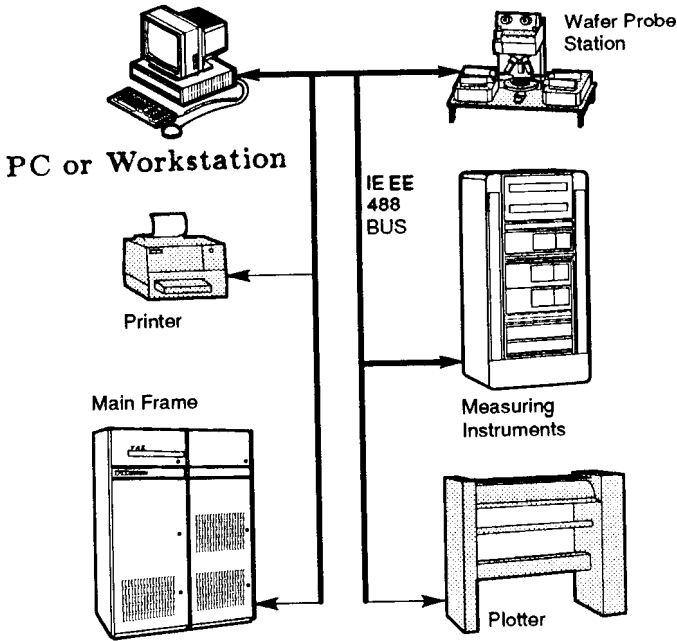 Wafer Probe
Station
PC or Workstation
IE EE
488
BUS
Printer
Measuring
Instruments
Main Frame
Plotter